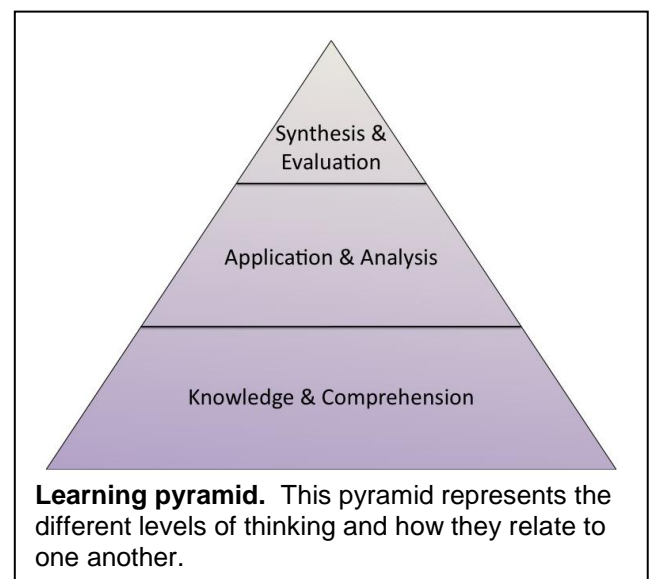 Synthesis &
Evaluation
Application & Analysis
Knowledge & Comprehension
Learning pyramid. This pyramid represents the
different levels of thinking and how they relate to
one another.